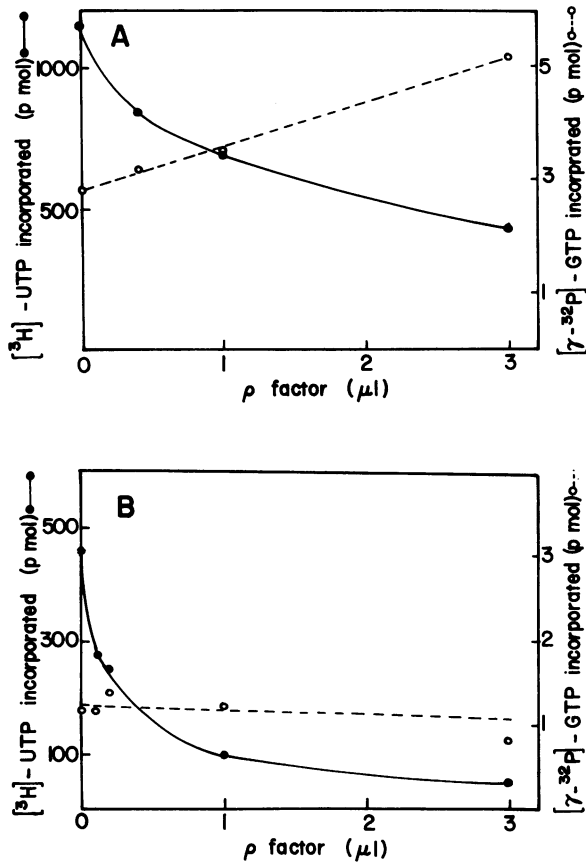 A
[³H]-UTP incorporated (p mol)
1000
500
[γ-³²P]-GTP incorprated (p mol)
5
3
1
0 1 2 3
ρ factor (μl)
B
[³H]-UTP incorporated (p mol)
500
300
100
[γ-³²P]-GTP incorporated (p mol)
3
2
1
0 1 2 3
ρ factor (μl)